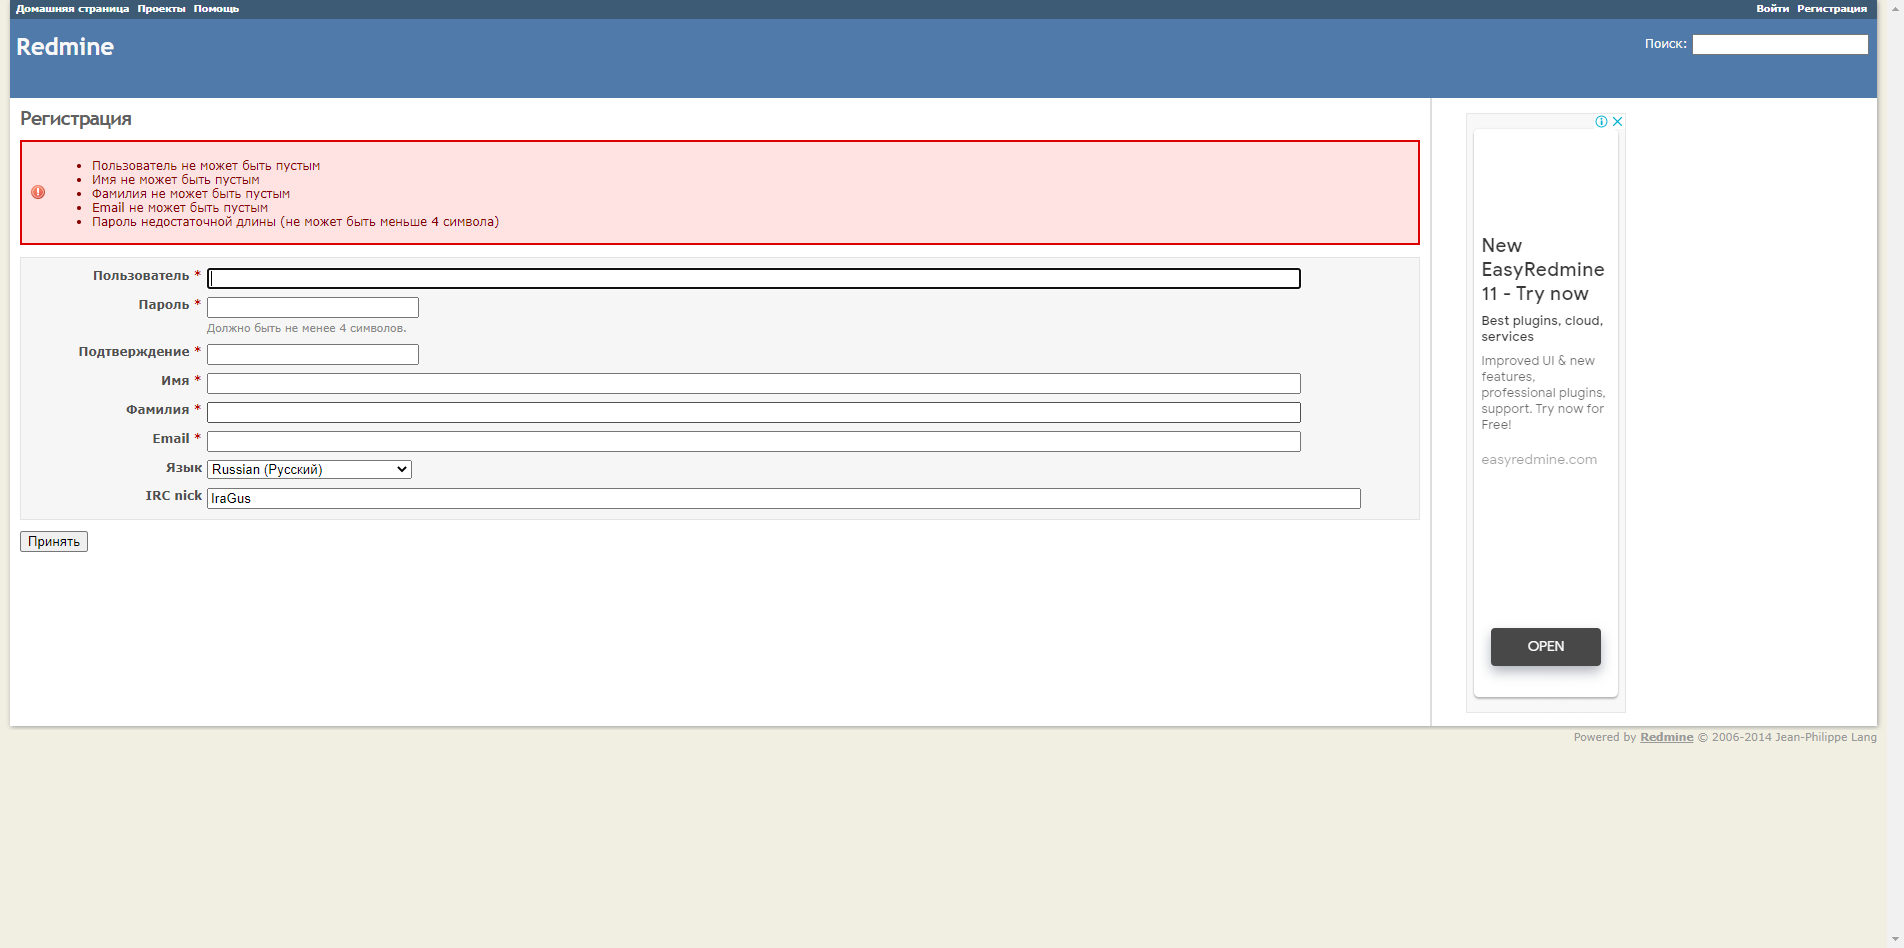 Домашняя страница Проекты Помощь
Войти Регистрация
Redmine
Поиск:
Регистрация
Пользователь не может быть пустым
Имя не может быть пустым
Фамилия не может быть пустым
Email не может быть пустым
Пароль недостаточной длины (не может быть меньше 4 символа)
Пользователь *
Пароль *
Должно быть не менее 4 символов.
Подтверждение *
Имя *
Фамилия *
Email *
Язык Russian (Русский)
IRC nick IraGus
Принять
New
EasyRedmine
11 - Try now
Best plugins, cloud,
services
Improved UI & new
features,
professional plugins,
support. Try now for
Free!
easyredmine.com
OPEN
Powered by Redmine © 2006-2014 Jean-Philippe Lang